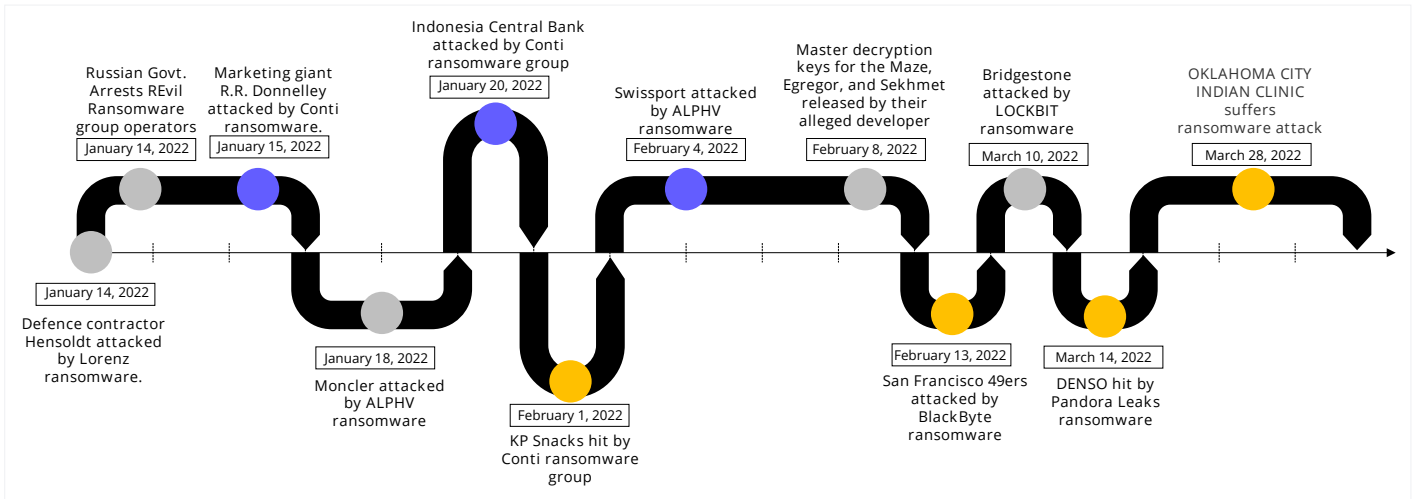 January 14, 2022
Defence contractor
Hensoldt attacked
by Lorenz
ransomware.
Russian Govt.
Arrests REvil
Ransomware
group operators
January 14, 2022
Marketing giant
R.R. Donnelley
attacked by Conti
ransomware.
January 15, 2022
January 18, 2022
Moncler attacked
by ALPHV
ransomware
Indonesia Central Bank
attacked by Conti
ransomware group
January 20, 2022
February 1, 2022
KP Snacks hit by
Conti ransomware
group
Swissport attacked
by ALPHV
ransomware
February 4, 2022
Master decryption
keys for the Maze,
Egregor, and Sekhmet
released by their
alleged developer
February 8, 2022
February 13, 2022
San Francisco 49ers
attacked by
BlackByte
ransomware
Bridgestone
attacked by
LOCKBIT
ransomware
March 10, 2022
March 14, 2022
DENSO hit by
Pandora Leaks
ransomware
OKLAHOMA CITY
INDIAN CLINIC
suffers
ransomware attack
March 28, 2022